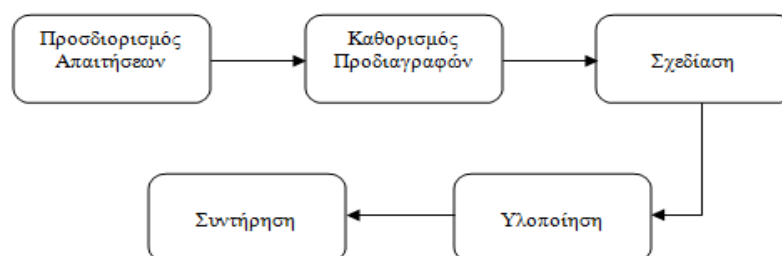 Προσδιορισμός
Απαιτήσεων
Καθορισμός
Προδιαγραφών
Σχεδίαση
Υλοποίηση
Συντήρηση